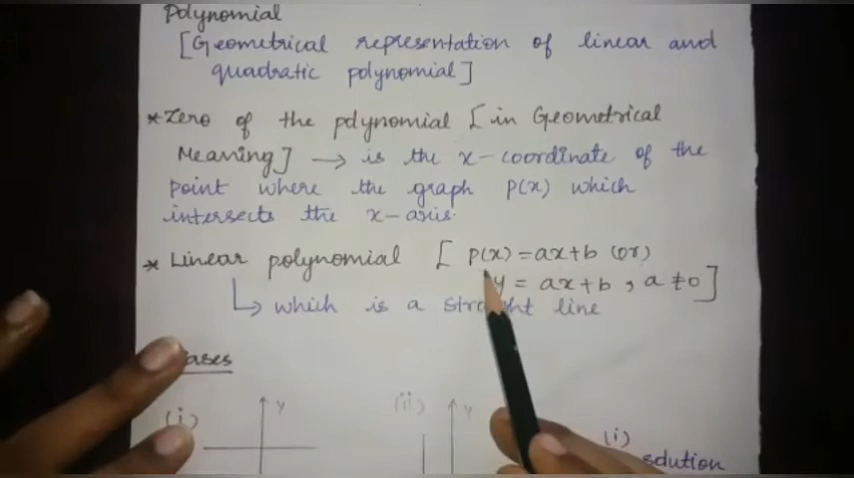 Polynomial
[Geometrical representation of linear and
quadratic polynomial]
*Zero of the polynomial [in Geometrical
Meaning] → is the x-coordinate of the
point where the graph P(x) which
intersects the x-axis.
* Linear polynomial [P(x) = ax+b (or)
y = ax+b, a ≠ 0]
↳ which is a straight line
ases
(i) y (ii) y (i)
solution